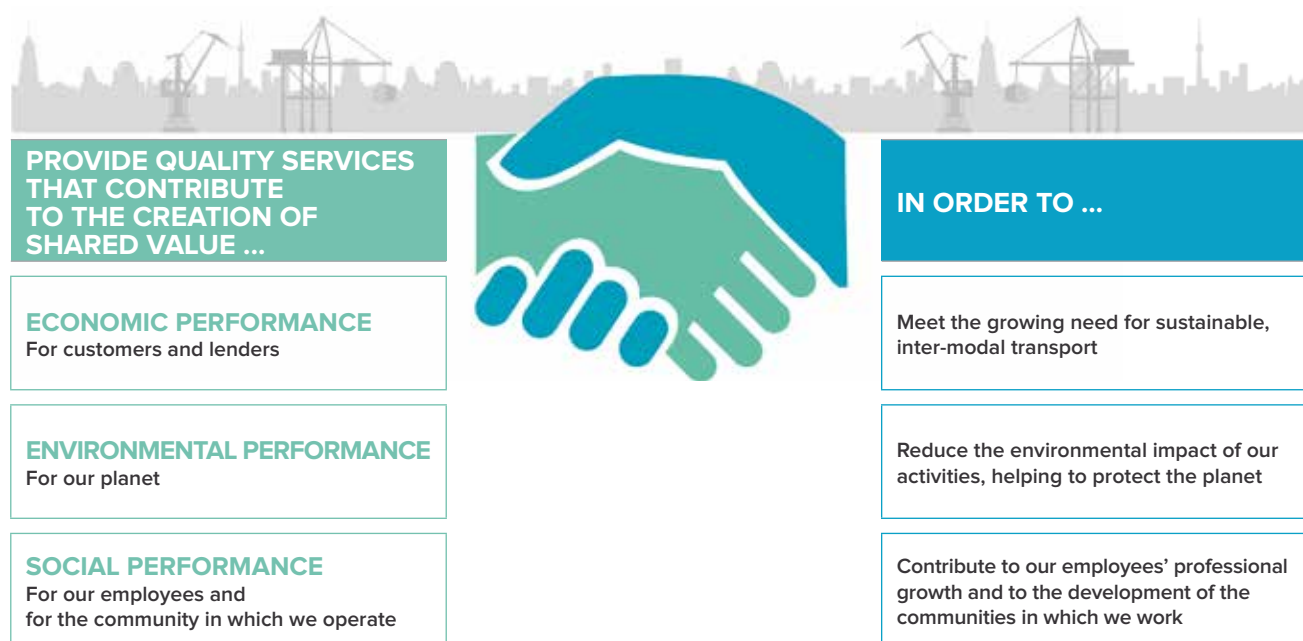 PROVIDE QUALITY SERVICES
THAT CONTRIBUTE
TO THE CREATION OF
SHARED VALUE ...
IN ORDER TO ...
ECONOMIC PERFORMANCE
For customers and lenders
Meet the growing need for sustainable,
inter-modal transport
ENVIRONMENTAL PERFORMANCE
For our planet
Reduce the environmental impact of our
activities, helping to protect the planet
SOCIAL PERFORMANCE
For our employees and
for the community in which we operate
Contribute to our employees’ professional
growth and to the development of the
communities in which we work